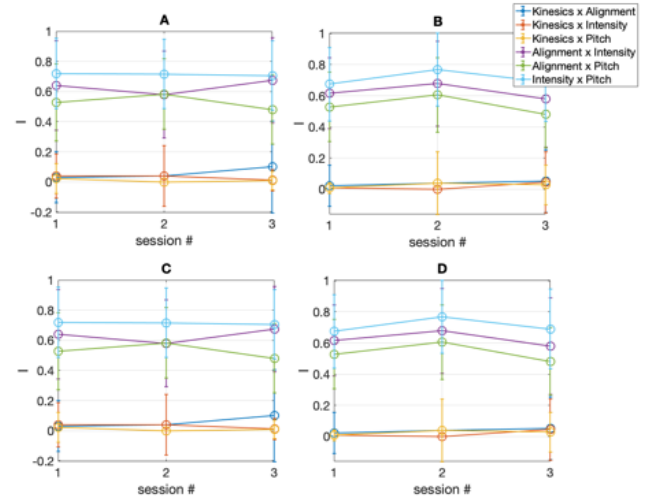 A
1
0.8
0.6
0.4
0.2
0
-0.2
I
1
2
3
session #
B
1
0.8
0.6
0.4
0.2
0
I
1
2
3
session #
Kinesics x Alignment
Kinesics x Intensity
Kinesics x Pitch
Alignment x Intensity
Alignment x Pitch
Intensity x Pitch
C
1
0.8
0.6
0.4
0.2
0
-0.2
I
1
2
3
session #
D
1
0.8
0.6
0.4
0.2
0
I
1
2
3
session #